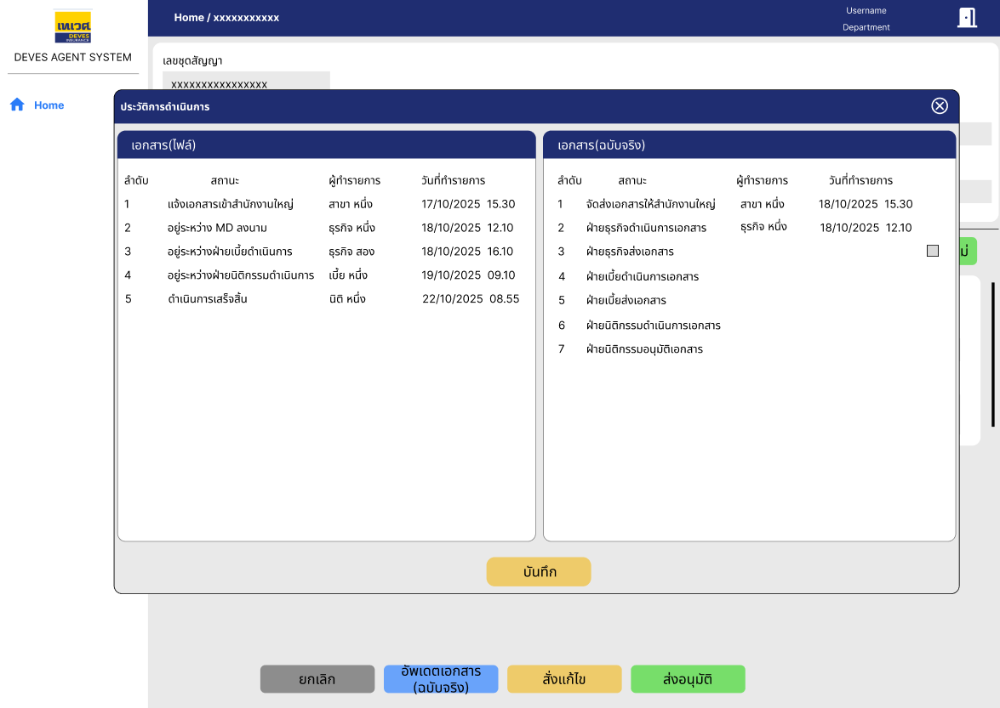 เทเวศ
DEVES
INSURANCE
DEVES AGENT SYSTEM
Home
Home / xxxxxxxxxxx
Username
Department
เลขชุดสัญญา
xxxxxxxxxxxxxxxx
ประวัติการดำเนินการ
เอกสาร(ไฟล์)
ลำดับ สถานะ ผู้ทำรายการ วันที่ทำรายการ
1 แจ้งเอกสารเข้าสำนักงานใหญ่ สาขา หนึ่ง 17/10/2025 15.30
2 อยู่ระหว่าง MD ลงนาม ธุรกิจ หนึ่ง 18/10/2025 12.10
3 อยู่ระหว่างฝ่ายเบี้ยดำเนินการ ธุรกิจ สอง 18/10/2025 16.10
4 อยู่ระหว่างฝ่ายนิติกรรมดำเนินการ เบี้ย หนึ่ง 19/10/2025 09.10
5 ดำเนินการเสร็จสิ้น นิติ หนึ่ง 22/10/2025 08.55
เอกสาร(ฉบับจริง)
ลำดับ สถานะ ผู้ทำรายการ วันที่ทำรายการ
1 จัดส่งเอกสารให้สำนักงานใหญ่ สาขา หนึ่ง 18/10/2025 15.30
2 ฝ่ายธุรกิจดำเนินการเอกสาร ธุรกิจ หนึ่ง 18/10/2025 12.10
3 ฝ่ายธุรกิจส่งเอกสาร
4 ฝ่ายเบี้ยดำเนินการเอกสาร
5 ฝ่ายเบี้ยส่งเอกสาร
6 ฝ่ายนิติกรรมดำเนินการเอกสาร
7 ฝ่ายนิติกรรมอนุมัติเอกสาร
บันทึก
ยกเลิก
อัพเดตเอกสาร
(ฉบับจริง)
สั่งแก้ไข
ส่งอนุมัติ